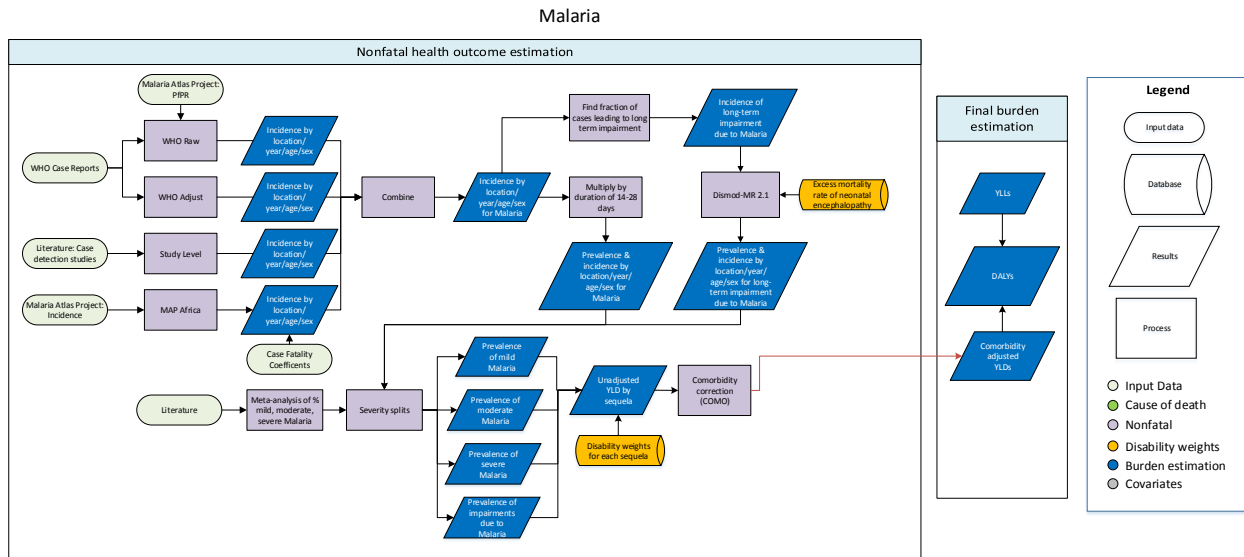 Malaria
Nonfatal health outcome estimation
Malaria Atlas Project:
PfPR
WHO Case Reports
WHO Raw
WHO Adjust
Incidence by
location/
year/age/sex
Incidence by
location/
year/age/sex
Literature: Case
detection studies
Study Level
Incidence by
location/
year/age/sex
Malaria Atlas Project:
Incidence
MAP Africa
Incidence by
location/
year/age/sex
Case Fatality
Coefficents
Combine
Incidence by
location/
year/age/sex
for Malaria
Find fraction of
cases leading to long
term impairment
Incidence of
long-term
impairment
due to Malaria
Multiply by
duration of 14-28
days
Dismod-MR 2.1
Excess mortality
rate of neonatal
encephalopathy
Prevalence &
incidence by
location/year/
age/sex for
Malaria
Prevalence &
incidence by
location/year/
age/sex for long-
term impairment
due to Malaria
Literature
Meta-analysis of %
mild, moderate,
severe Malaria
Severity splits
Prevalence
of mild
Malaria
Prevalence of
moderate
Malaria
Prevalence of
severe
Malaria
Prevalence of
impairments
due to
Malaria
Unadjusted
YLD by
sequela
Disability weights
for each sequela
Comorbidity
correction
(COMO)
Final burden
estimation
YLLs
DALYs
Comorbidity
adjusted
YLDs
Legend
Input data
Database
Results
Process
Input Data
Cause of death
Nonfatal
Disability weights
Burden estimation
Covariates